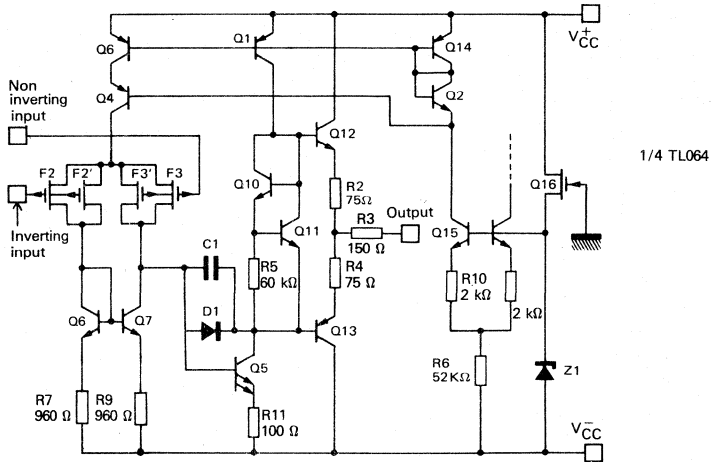 V+CC
Q6
Q1
Q14
Q4
Q2
Non
inverting
input
Q12
1/4 TL064
F2
F2'
F3'
F3
Q10
R2
75Ω
Q16
Inverting
input
Q11
R3
150 Ω
Output
Q15
C1
R5
60 kΩ
R4
75 Ω
R10
2 kΩ
2 kΩ
Q6
Q7
D1
Q13
Q5
R6
52KΩ
Z1
R7
960 Ω
R9
960 Ω
R11
100 Ω
V−CC